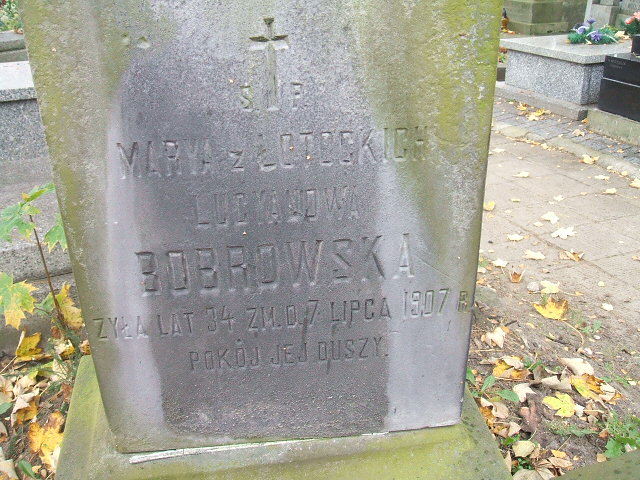 Ś P
MARYA z ŁOTOCKICH
LUCYANOWA
BOBROWSKA
ŻYŁA LAT 34 ZM. D. 7 LIPCA 1907 R.
POKÓJ JEJ DUSZY.